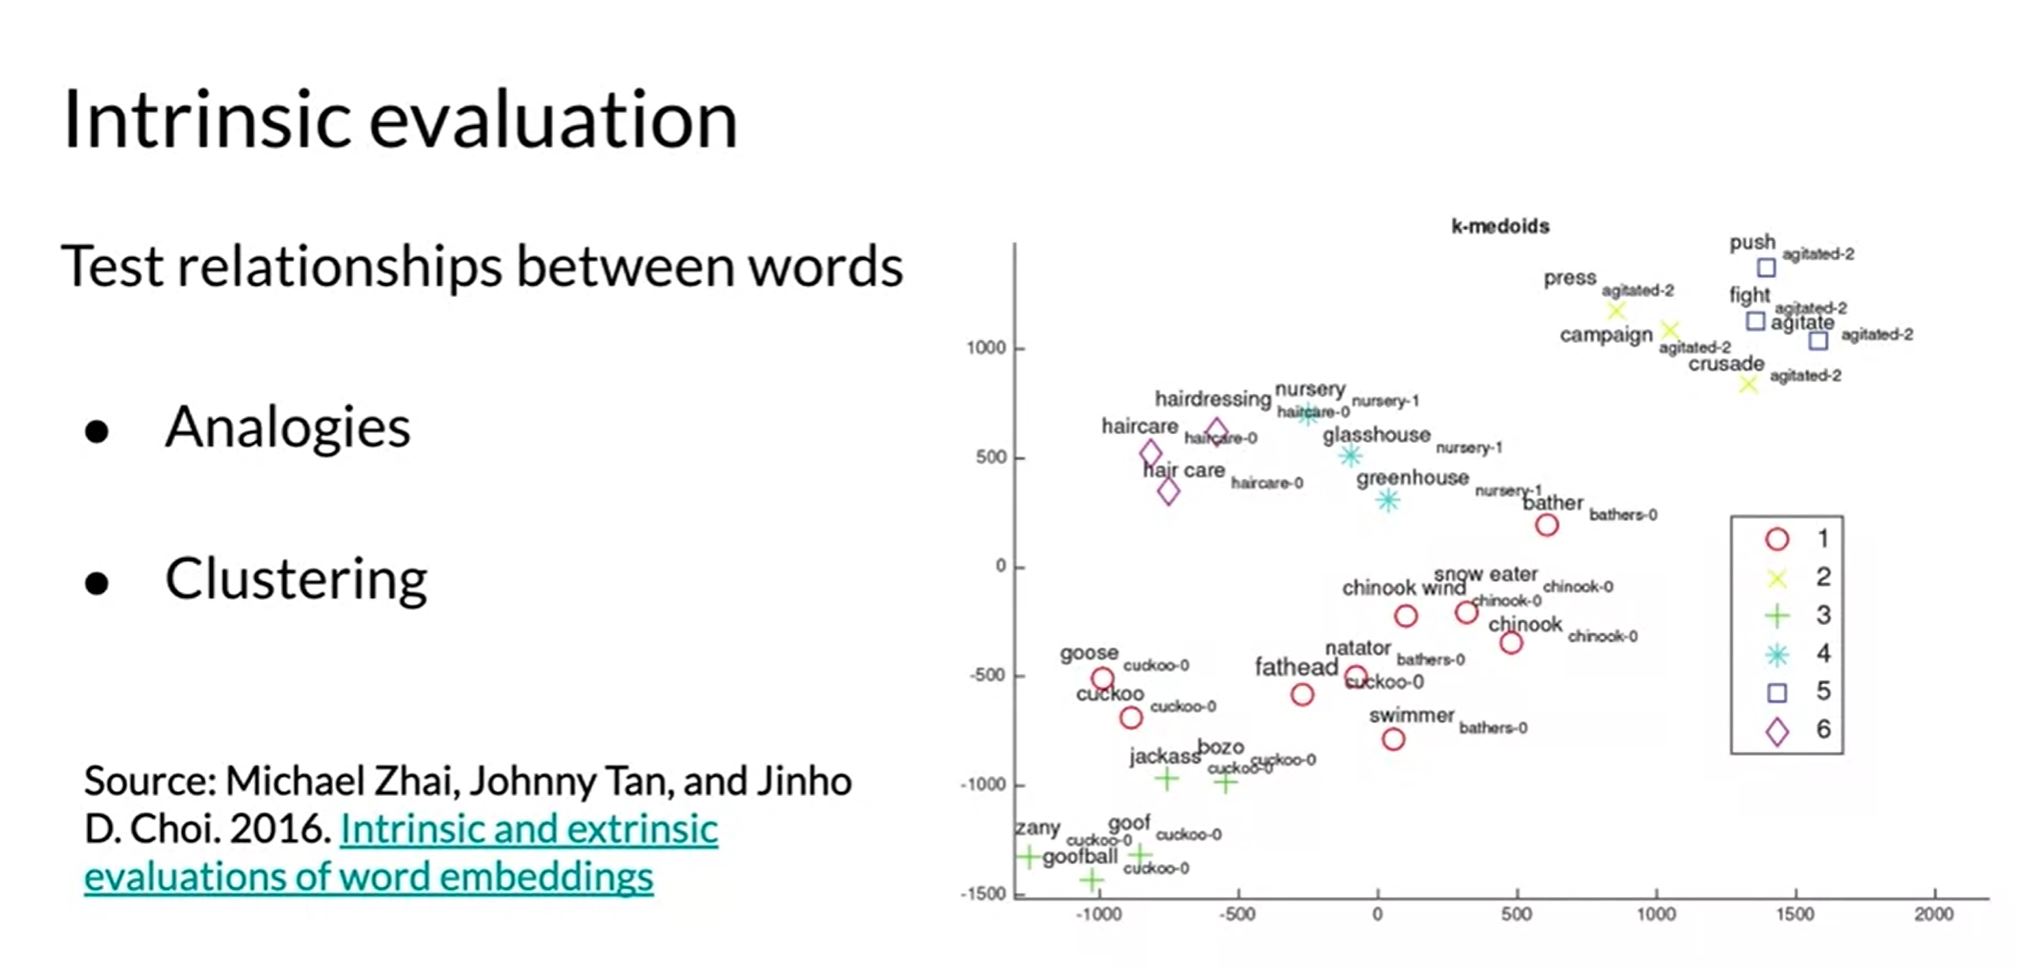 Intrinsic evaluation
Test relationships between words
● Analogies
● Clustering
Source: Michael Zhai, Johnny Tan, and Jinho
D. Choi. 2016. Intrinsic and extrinsic
evaluations of word embeddings
k-medoids
push agitated-2
press agitated-2
fight agitated-2
agitate agitated-2
campaign agitated-2
crusade agitated-2
hairdressing haircare-0
nursery nursery-1
haircare haircare-0
glasshouse nursery-1
hair care haircare-0
greenhouse nursery-1
bather bathers-0
snow eater chinook-0
chinook wind chinook-0
chinook chinook-0
natator bathers-0
goose cuckoo-0
fathead cuckoo-0
cuckoo cuckoo-0
swimmer bathers-0
bozo cuckoo-0
jackass cuckoo-0
zany cuckoo-0
goof cuckoo-0
goofball cuckoo-0
1000
500
0
-500
-1000
-1500
-1000 -500 0 500 1000 1500 2000
1
2
3
4
5
6